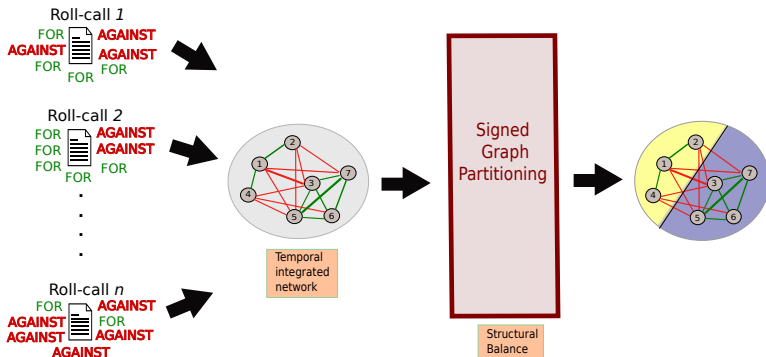 Roll-call 1
FOR AGAINST
AGAINST AGAINST
FOR FOR
FOR
Roll-call 2
FOR AGAINST
FOR AGAINST
FOR FOR
FOR
Roll-call n
FOR AGAINST
AGAINST FOR
AGAINST AGAINST
AGAINST
2
1
7
3
4
5
6
Temporal
integrated
network
Signed
Graph
Partitioning
Structural
Balance
2
1
7
3
4
5
6